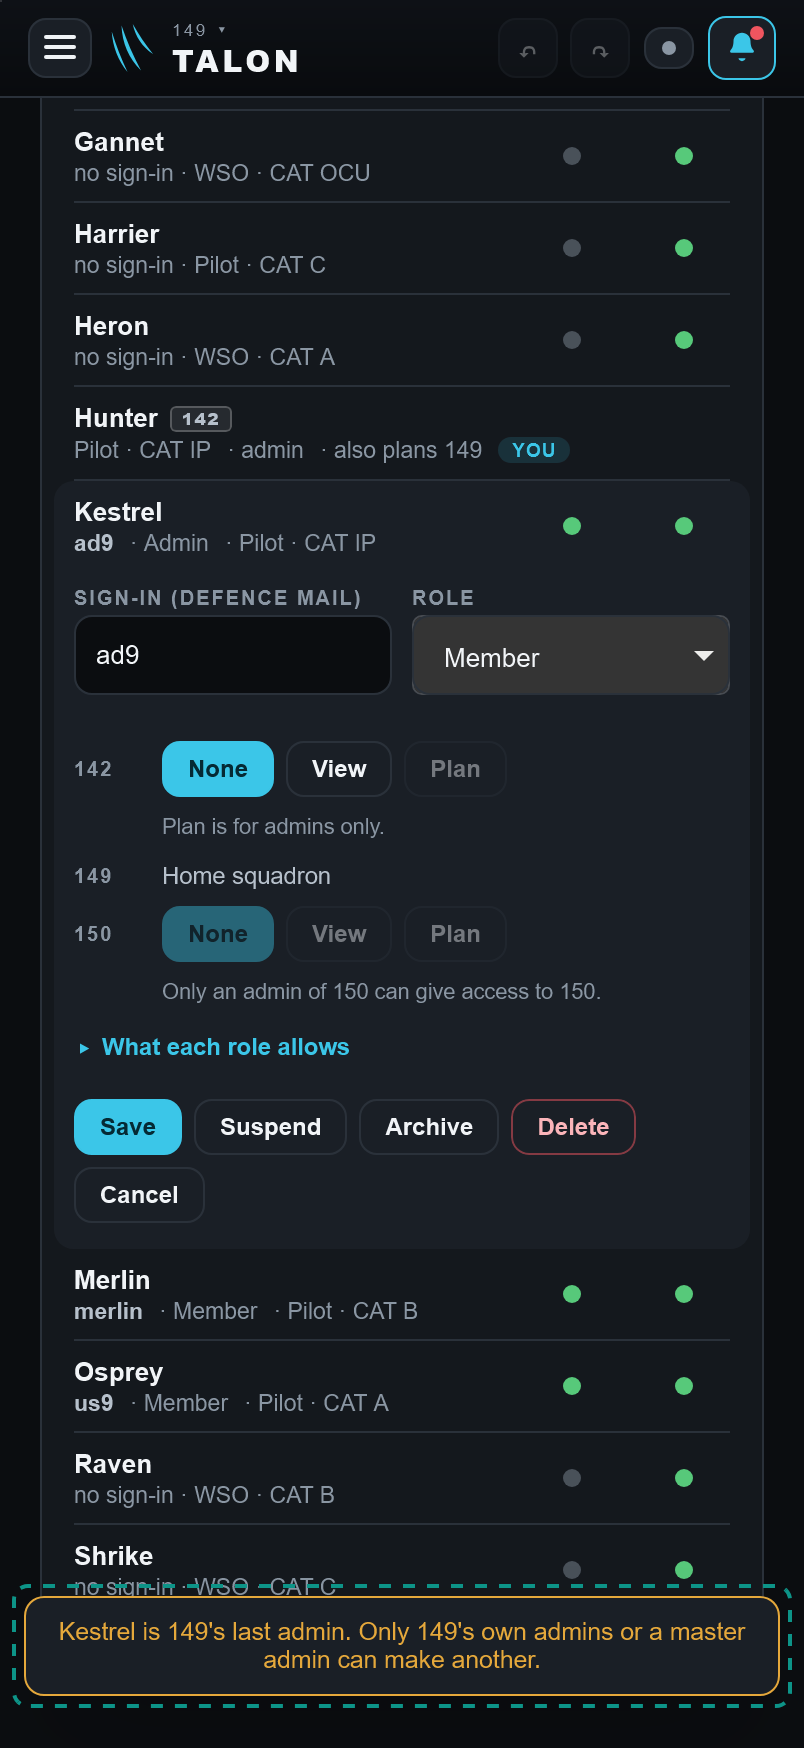 149 ▾
TALON
Gannet
no sign-in · WSO · CAT OCU
Harrier
no sign-in · Pilot · CAT C
Heron
no sign-in · WSO · CAT A
Hunter 142
Pilot · CAT IP · admin · also plans 149 YOU
Kestrel
ad9 · Admin · Pilot · CAT IP
SIGN-IN (DEFENCE MAIL) ROLE
ad9 Member
142 None View Plan
Plan is for admins only.
149 Home squadron
150 None View Plan
Only an admin of 150 can give access to 150.
▸ What each role allows
Save Suspend Archive Delete
Cancel
Merlin
merlin · Member · Pilot · CAT B
Osprey
us9 · Member · Pilot · CAT A
Raven
no sign-in · WSO · CAT B
Shrike
no sign-in · WSO · CAT C
Kestrel is 149's last admin. Only 149's own admins or a master
admin can make another.